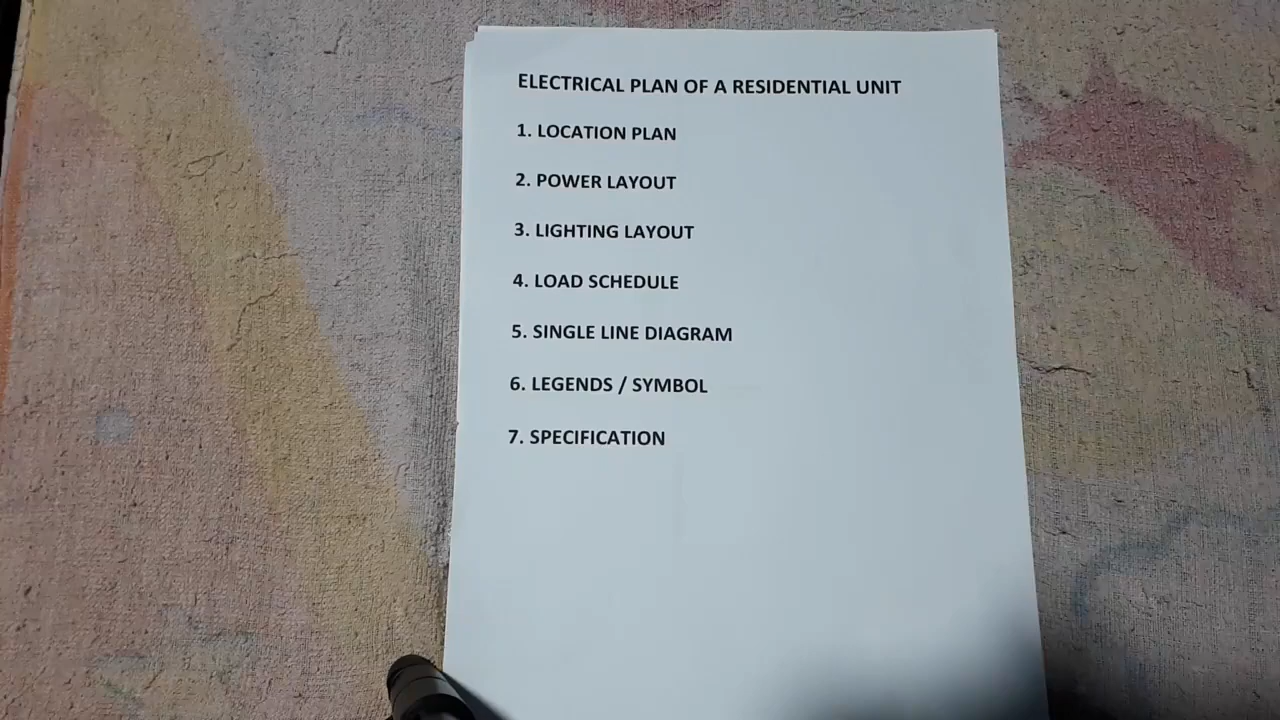 ELECTRICAL PLAN OF A RESIDENTIAL UNIT
1. LOCATION PLAN
2. POWER LAYOUT
3. LIGHTING LAYOUT
4. LOAD SCHEDULE
5. SINGLE LINE DIAGRAM
6. LEGENDS / SYMBOL
7. SPECIFICATION